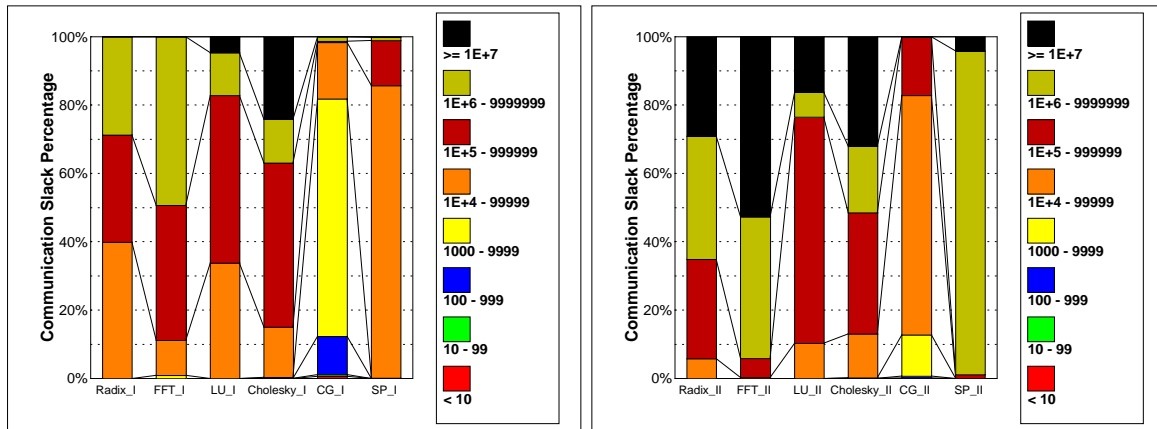 Communication Slack Percentage
100%
80%
60%
40%
20%
0%
Radix_I FFT_I LU_I Cholesky_I CG_I SP_I
>= 1E+7
1E+6 - 9999999
1E+5 - 999999
1E+4 - 99999
1000 - 9999
100 - 999
10 - 99
< 10
Communication Slack Percentage
100%
80%
60%
40%
20%
0%
Radix_II FFT_II LU_II Cholesky_II CG_II SP_II
>= 1E+7
1E+6 - 9999999
1E+5 - 999999
1E+4 - 99999
1000 - 9999
100 - 999
10 - 99
< 10